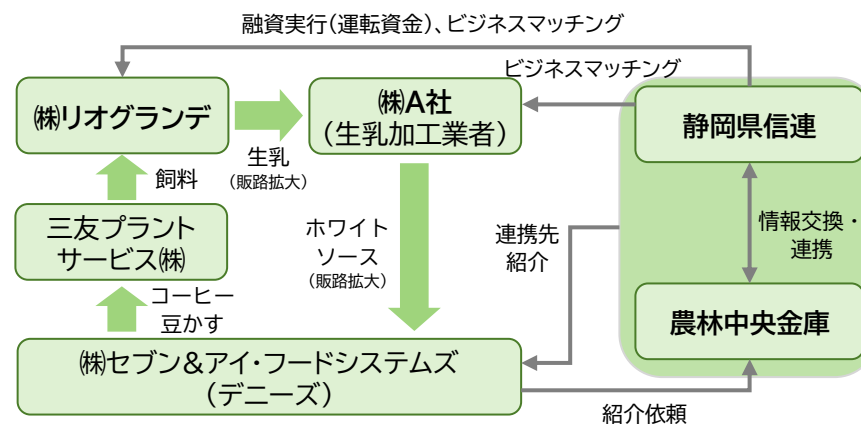 融資実行(運転資金)、ビジネスマッチング
ビジネスマッチング
㈱リオグランデ
生乳
(販路拡大)
㈱A社
(生乳加工業者)
静岡県信連
飼料
三友プラント
サービス㈱
ホワイト
ソース
(販路拡大)
連携先
紹介
情報交換・
連携
コーヒー
豆かす
農林中央金庫
㈱セブン&アイ・フードシステムズ
(デニーズ)
紹介依頼